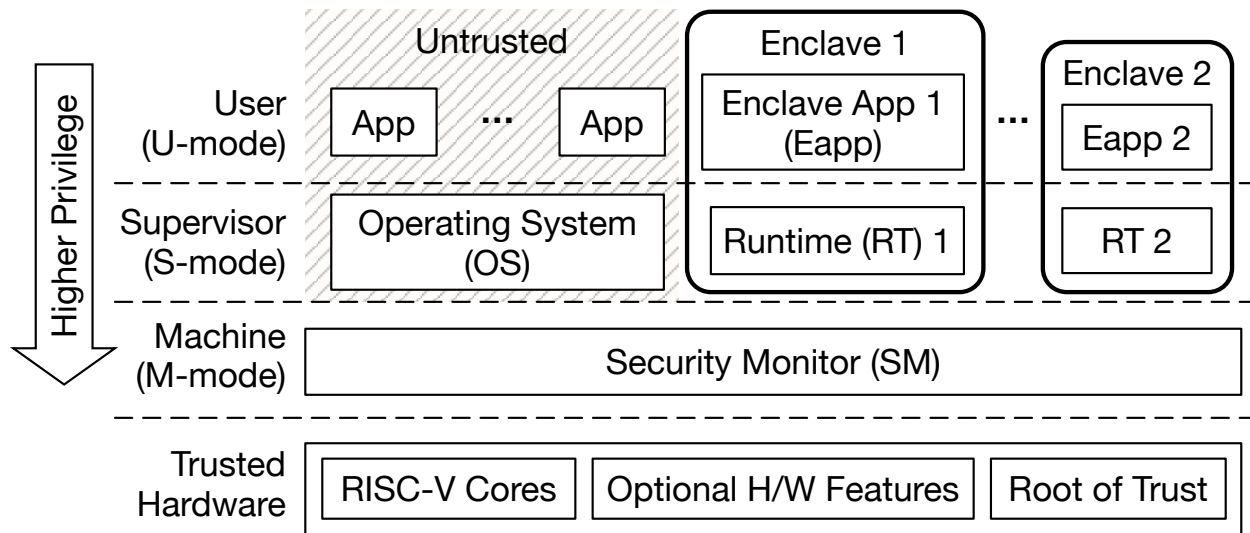 Higher Privilege
Untrusted
Enclave 1
Enclave 2
User
(U-mode)
App
...
App
Enclave App 1
(Eapp)
...
Eapp 2
Supervisor
(S-mode)
Operating System
(OS)
Runtime (RT) 1
RT 2
Machine
(M-mode)
Security Monitor (SM)
Trusted
Hardware
RISC-V Cores
Optional H/W Features
Root of Trust